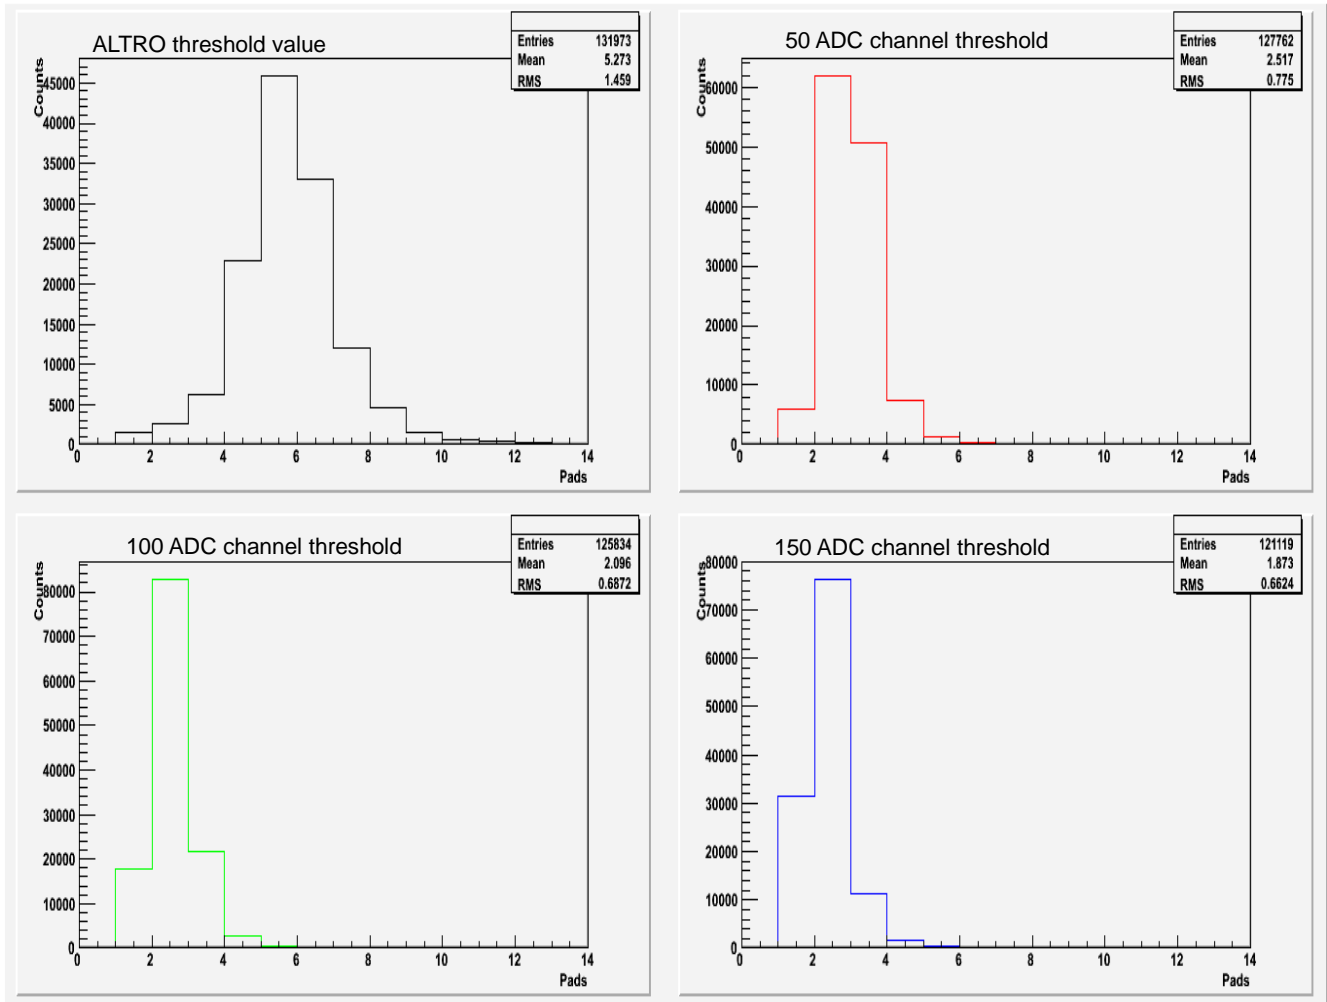 ALTRO threshold value
Entries 131973
Mean 5.273
RMS 1.459
Counts
45000
40000
35000
30000
25000
20000
15000
10000
5000
0
0 2 4 6 8 10 12 14
Pads
50 ADC channel threshold
Entries 127762
Mean 2.517
RMS 0.775
Counts
60000
50000
40000
30000
20000
10000
0
0 2 4 6 8 10 12 14
Pads
100 ADC channel threshold
Entries 125834
Mean 2.096
RMS 0.6872
Counts
80000
70000
60000
50000
40000
30000
20000
10000
0
0 2 4 6 8 10 12 14
Pads
150 ADC channel threshold
Entries 121119
Mean 1.873
RMS 0.6624
Counts
80000
70000
60000
50000
40000
30000
20000
10000
0
0 2 4 6 8 10 12 14
Pads